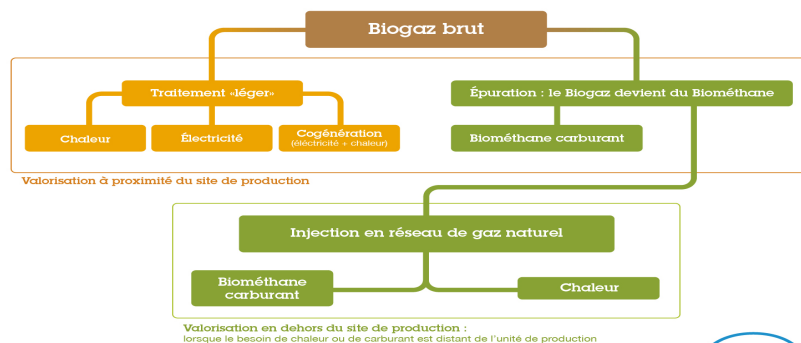 Biogaz brut
Traitement «léger»
Épuration : le Biogaz devient du Biométhane
Chaleur
Électricité
Cogénération
(éléctricité + chaleur)
Biométhane carburant
Valorisation à proximité du site de production
Injection en réseau de gaz naturel
Biométhane
carburant
Chaleur
Valorisation en dehors du site de production :
lorsque le besoin de chaleur ou de carburant est distant de l'unité de production